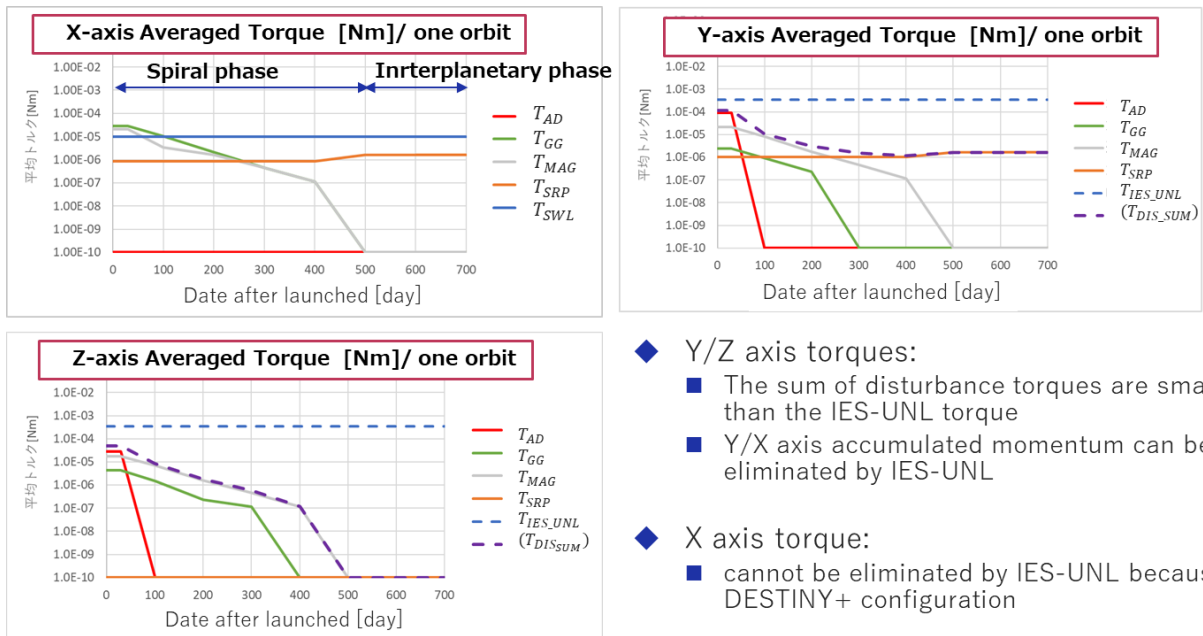 X-axis Averaged Torque [Nm]/ one orbit
平均トルク[Nm]
1.00E-02
1.00E-03
1.00E-04
1.00E-05
1.00E-06
1.00E-07
1.00E-08
1.00E-09
1.00E-10
Spiral phase
Inrterplanetary phase
0 100 200 300 400 500 600 700
Date after launched [day]
T_AD
T_GG
T_MAG
T_SRP
T_SWL
Y-axis Averaged Torque [Nm]/ one orbit
平均トルク[Nm]
1.0E-02
1.0E-03
1.0E-04
1.0E-05
1.0E-06
1.0E-07
1.0E-08
1.0E-09
1.0E-10
0 100 200 300 400 500 600 700
Date after launched [day]
T_AD
T_GG
T_MAG
T_SRP
T_IES_UNL
(T_DIS_SUM)
Z-axis Averaged Torque [Nm]/ one orbit
平均トルク[Nm]
1.0E-02
1.0E-03
1.0E-04
1.0E-05
1.0E-06
1.0E-07
1.0E-08
1.0E-09
1.0E-10
0 100 200 300 400 500 600 700
Date after launched [day]
T_AD
T_GG
T_MAG
T_SRP
T_IES_UNL
(T_DIS_SUM)
◆ Y/Z axis torques:
■ The sum of disturbance torques are sma
than the IES-UNL torque
■ Y/X axis accumulated momentum can be
eliminated by IES-UNL
◆ X axis torque:
■ cannot be eliminated by IES-UNL becaus
DESTINY+ configuration